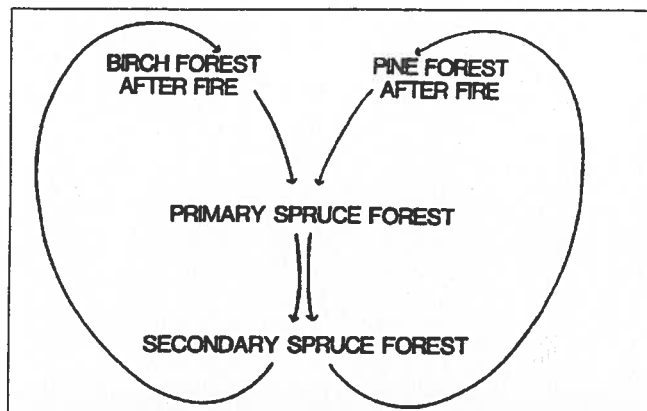 BIRCH FOREST
AFTER FIRE
PINE FOREST
AFTER FIRE
PRIMARY SPRUCE FOREST
SECONDARY SPRUCE FOREST